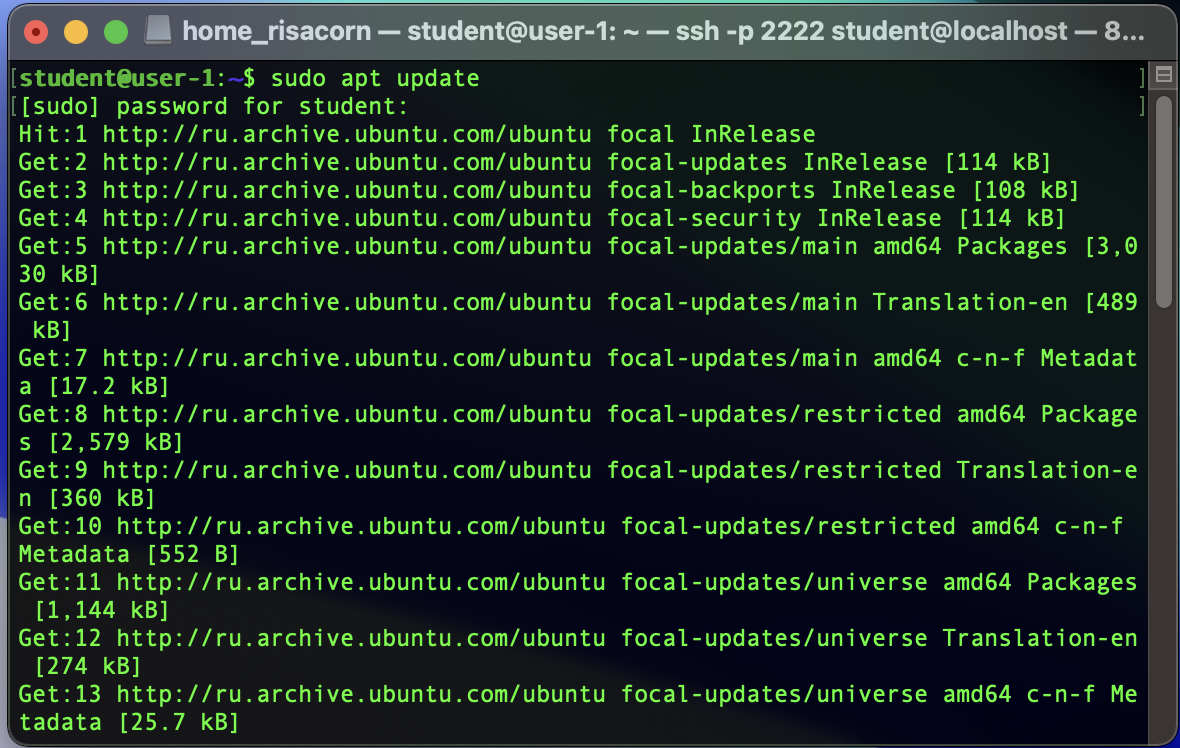 home_risacorn — student@user-1: ~ — ssh -p 2222 student@localhost — 8...
[student@user-1:~$ sudo apt update ]
[[sudo] password for student: ]
Hit:1 http://ru.archive.ubuntu.com/ubuntu focal InRelease
Get:2 http://ru.archive.ubuntu.com/ubuntu focal-updates InRelease [114 kB]
Get:3 http://ru.archive.ubuntu.com/ubuntu focal-backports InRelease [108 kB]
Get:4 http://ru.archive.ubuntu.com/ubuntu focal-security InRelease [114 kB]
Get:5 http://ru.archive.ubuntu.com/ubuntu focal-updates/main amd64 Packages [3,0
30 kB]
Get:6 http://ru.archive.ubuntu.com/ubuntu focal-updates/main Translation-en [489
 kB]
Get:7 http://ru.archive.ubuntu.com/ubuntu focal-updates/main amd64 c-n-f Metadat
a [17.2 kB]
Get:8 http://ru.archive.ubuntu.com/ubuntu focal-updates/restricted amd64 Package
s [2,579 kB]
Get:9 http://ru.archive.ubuntu.com/ubuntu focal-updates/restricted Translation-e
n [360 kB]
Get:10 http://ru.archive.ubuntu.com/ubuntu focal-updates/restricted amd64 c-n-f
Metadata [552 B]
Get:11 http://ru.archive.ubuntu.com/ubuntu focal-updates/universe amd64 Packages
 [1,144 kB]
Get:12 http://ru.archive.ubuntu.com/ubuntu focal-updates/universe Translation-en
 [274 kB]
Get:13 http://ru.archive.ubuntu.com/ubuntu focal-updates/universe amd64 c-n-f Me
tadata [25.7 kB]